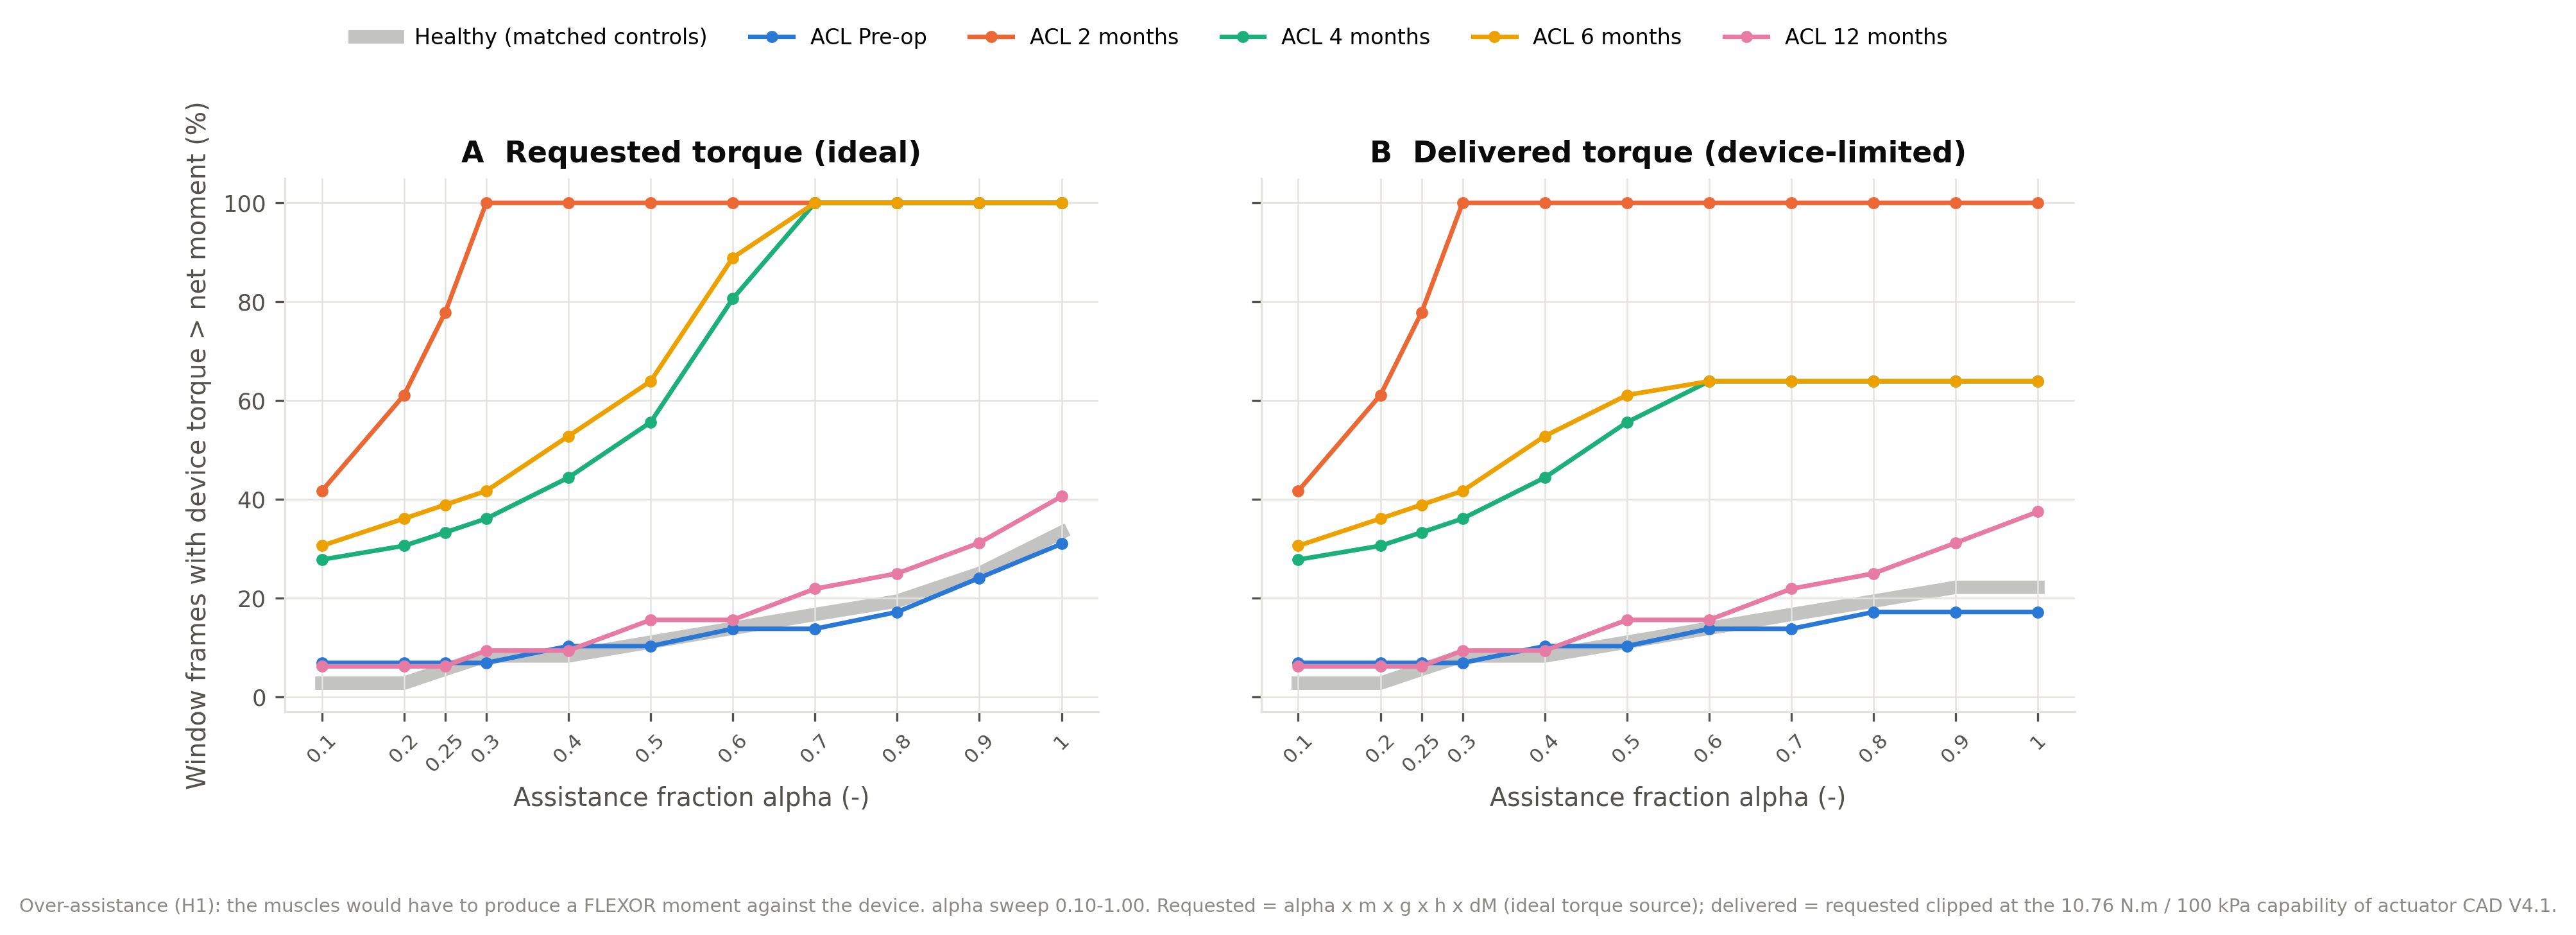 Healthy (matched controls) ACL Pre-op ACL 2 months ACL 4 months ACL 6 months ACL 12 months
A Requested torque (ideal)
Window frames with device torque > net moment (%)
100
80
60
40
20
0
0.1 0.2 0.25 0.3 0.4 0.5 0.6 0.7 0.8 0.9 1
Assistance fraction alpha (-)
B Delivered torque (device-limited)
0.1 0.2 0.25 0.3 0.4 0.5 0.6 0.7 0.8 0.9 1
Assistance fraction alpha (-)
Over-assistance (H1): the muscles would have to produce a FLEXOR moment against the device. alpha sweep 0.10-1.00. Requested = alpha x m x g x h x dM (ideal torque source); delivered = requested clipped at the 10.76 N.m / 100 kPa capability of actuator CAD V4.1.